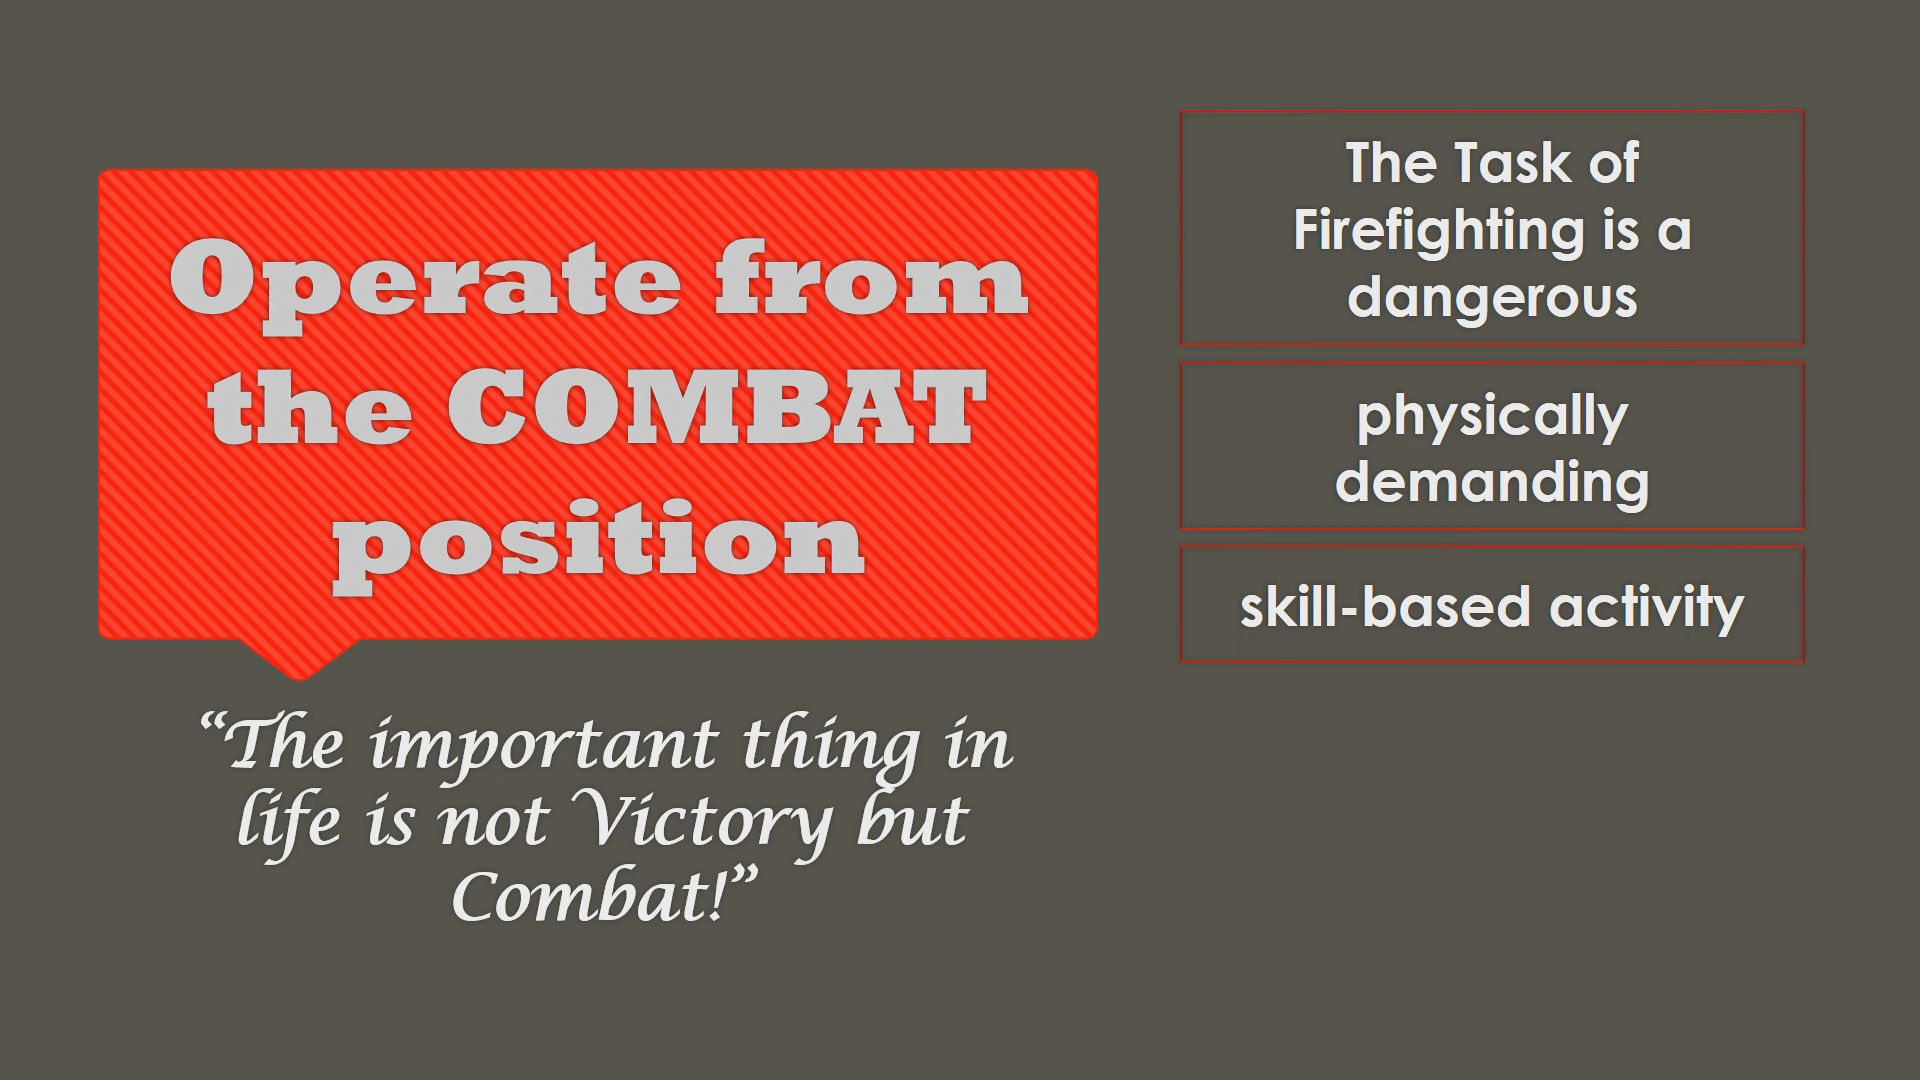 Operate from
the COMBAT
position
“The important thing in
life is not Victory but
Combat!”
The Task of
Firefighting is a
dangerous
physically
demanding
skill-based activity